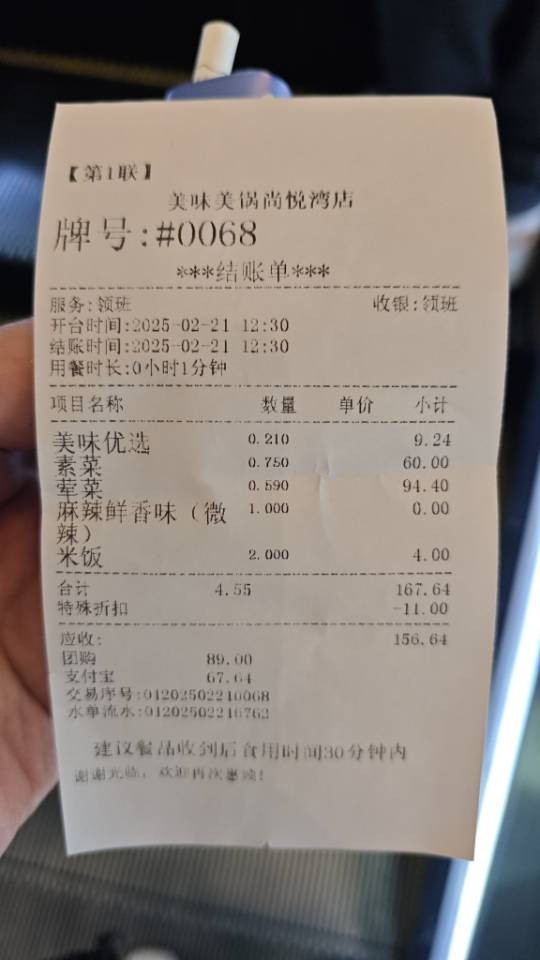 【第1联】
美味美锅尚悦湾店
牌号:#0068
***结账单***
服务:领班 收银:领班
开台时间:2025-02-21 12:30
结账时间:2025-02-21 12:30
用餐时长:0小时1分钟
项目名称 数量 单价 小计
美味优选 0.210 9.24
素菜 0.750 60.00
荤菜 0.590 94.40
麻辣鲜香味（微 1.000 0.00
辣）
米饭 2.000 4.00
合计 4.55 167.64
特殊折扣 -11.00
应收: 156.64
团购 89.00
支付宝 67.64
交易序号:01202502210068
水单流水:01202502216762
建议餐品收到后食用时间30分钟内
谢谢光临，欢迎再次惠顾!